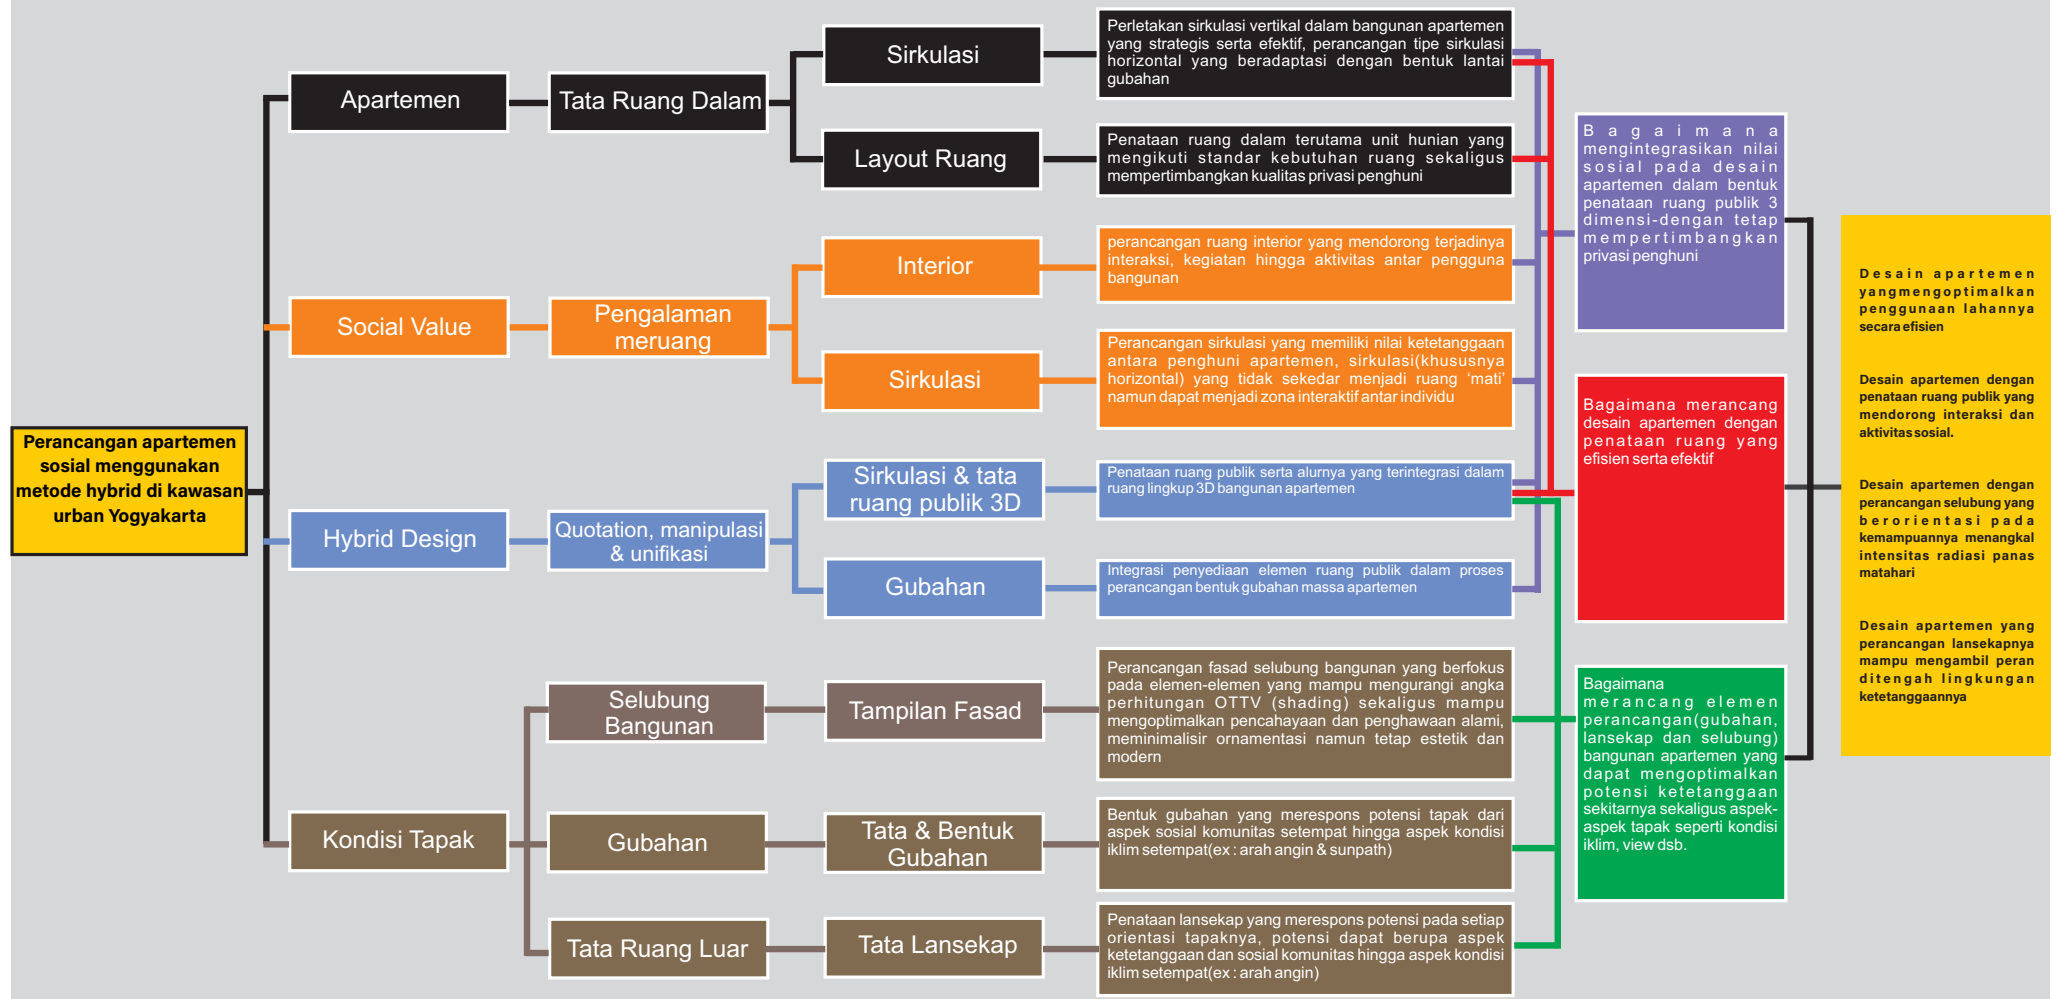 Perancangan apartemen
sosial menggunakan
metode hybrid di kawasan
urban Yogyakarta
Apartemen
Tata Ruang Dalam
Sirkulasi
Perletakan sirkulasi vertikal dalam bangunan apartemen
yang strategis serta efektif, perancangan tipe sirkulasi
horizontal yang beradaptasi dengan bentuk lantai
gubahan
Layout Ruang
Penataan ruang dalam terutama unit hunian yang
mengikuti standar kebutuhan ruang sekaligus
mempertimbangkan kualitas privasi penghuni
Social Value
Pengalaman
meruang
Interior
perancangan ruang interior yang mendorong terjadinya
interaksi, kegiatan hingga aktivitas antar pengguna
bangunan
Sirkulasi
Perancangan sirkulasi yang memiliki nilai ketetanggaan
antara penghuni apartemen, sirkulasi(khususnya
horizontal) yang tidak sekedar menjadi ruang ‘mati’
namun dapat menjadi zona interaktif antar individu
Hybrid Design
Quotation, manipulasi
& unifikasi
Sirkulasi & tata
ruang publik 3D
Penataan ruang publik serta alurnya yang terintegrasi dalam
ruang lingkup 3D bangunan apartemen
Gubahan
Integrasi penyediaan elemen ruang publik dalam proses
perancangan bentuk gubahan massa apartemen
Kondisi Tapak
Selubung
Bangunan
Tampilan Fasad
Perancangan fasad selubung bangunan yang berfokus
pada elemen-elemen yang mampu mengurangi angka
perhitungan OTTV (shading) sekaligus mampu
mengoptimalkan pencahayaan dan penghawaan alami,
meminimalisir ornamentasi namun tetap estetik dan
modern
Gubahan
Tata & Bentuk
Gubahan
Bentuk gubahan yang merespons potensi tapak dari
aspek sosial komunitas setempat hingga aspek kondisi
iklim setempat(ex : arah angin & sunpath)
Tata Ruang Luar
Tata Lansekap
Penataan lansekap yang merespons potensi pada setiap
orientasi tapaknya, potensi dapat berupa aspek
ketetanggaan dan sosial komunitas hingga aspek kondisi
iklim setempat(ex : arah angin)
Bagaimana
mengintegrasikan nilai
sosial pada desain
apartemen dalam bentuk
penataan ruang publik 3
dimensi-dengan tetap
mempertimbangkan
privasi penghuni
Bagaimana merancang
desain apartemen dengan
penataan ruang yang
efisien serta efektif
Bagaimana
merancang elemen
perancangan(gubahan,
lansekap dan selubung)
bangunan apartemen yang
dapat mengoptimalkan
potensi ketetanggaan
sekitarnya sekaligus aspek-
aspek tapak seperti kondisi
iklim, view dsb.
Desain apartemen
yangmengoptimalkan
penggunaan lahannya
secara efisien
Desain apartemen dengan
penataan ruang publik yang
mendorong interaksi dan
aktivitas sosial.
Desain apartemen dengan
perancangan selubung yang
berorientasi pada
kemampuannya menangkal
intensitas radiasi panas
matahari
Desain apartemen yang
perancangan lansekapnya
mampu mengambil peran
ditengah lingkungan
ketetanggaannya